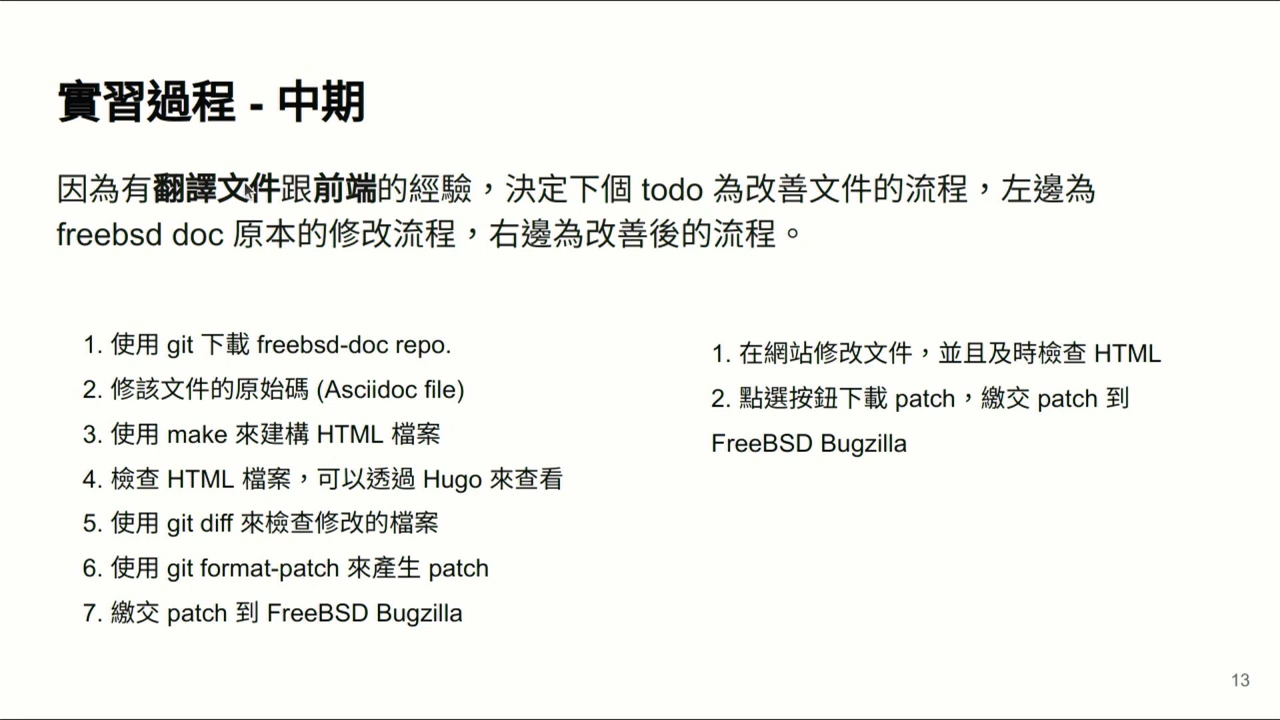 實習過程 - 中期
因為有翻譯文件跟前端的經驗，決定下個 todo 為改善文件的流程，左邊為
freebsd doc 原本的修改流程，右邊為改善後的流程。
1. 使用 git 下載 freebsd-doc repo.
2. 修該文件的原始碼 (Asciidoc file)
3. 使用 make 來建構 HTML 檔案
4. 檢查 HTML 檔案，可以透過 Hugo 來查看
5. 使用 git diff 來檢查修改的檔案
6. 使用 git format-patch 來產生 patch
7. 繳交 patch 到 FreeBSD Bugzilla
1. 在網站修改文件，並且及時檢查 HTML
2. 點選按鈕下載 patch，繳交 patch 到
FreeBSD Bugzilla
13